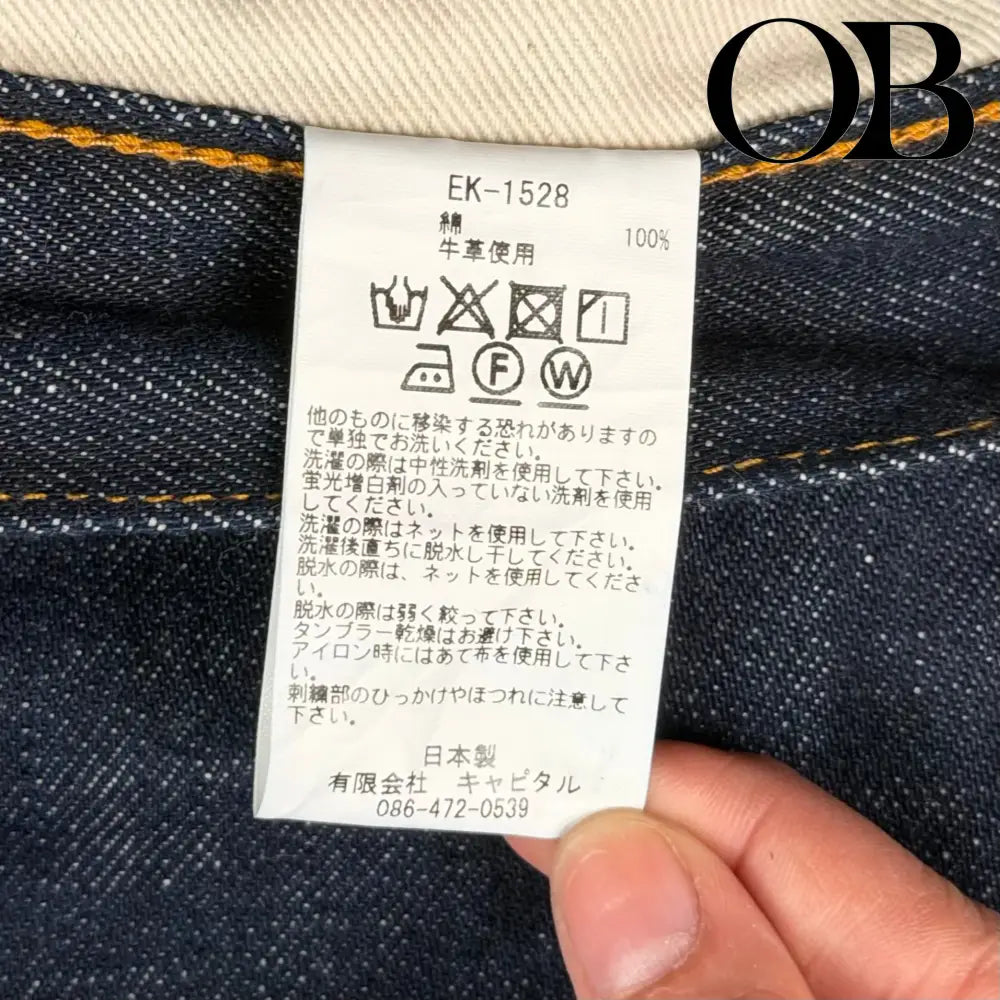 OB
EK-1528
綿 100%
牛革使用
F W
他のものに移染する恐れがありますの
で単独でお洗いください。
洗濯の際は中性洗剤を使用して下さい。
蛍光増白剤の入っていない洗剤を使用
してください。
洗濯の際はネットを使用して下さい。
洗濯後直ちに脱水し干してください。
脱水の際は、ネットを使用してくださ
い。
脱水の際は弱く絞って下さい。
タンブラー乾燥はお避け下さい。
アイロン時にはあて布を使用して下さ
い。
刺繍部のひっかけやほつれに注意して
下さい。
日本製
有限会社 キャピタル
086-472-0539